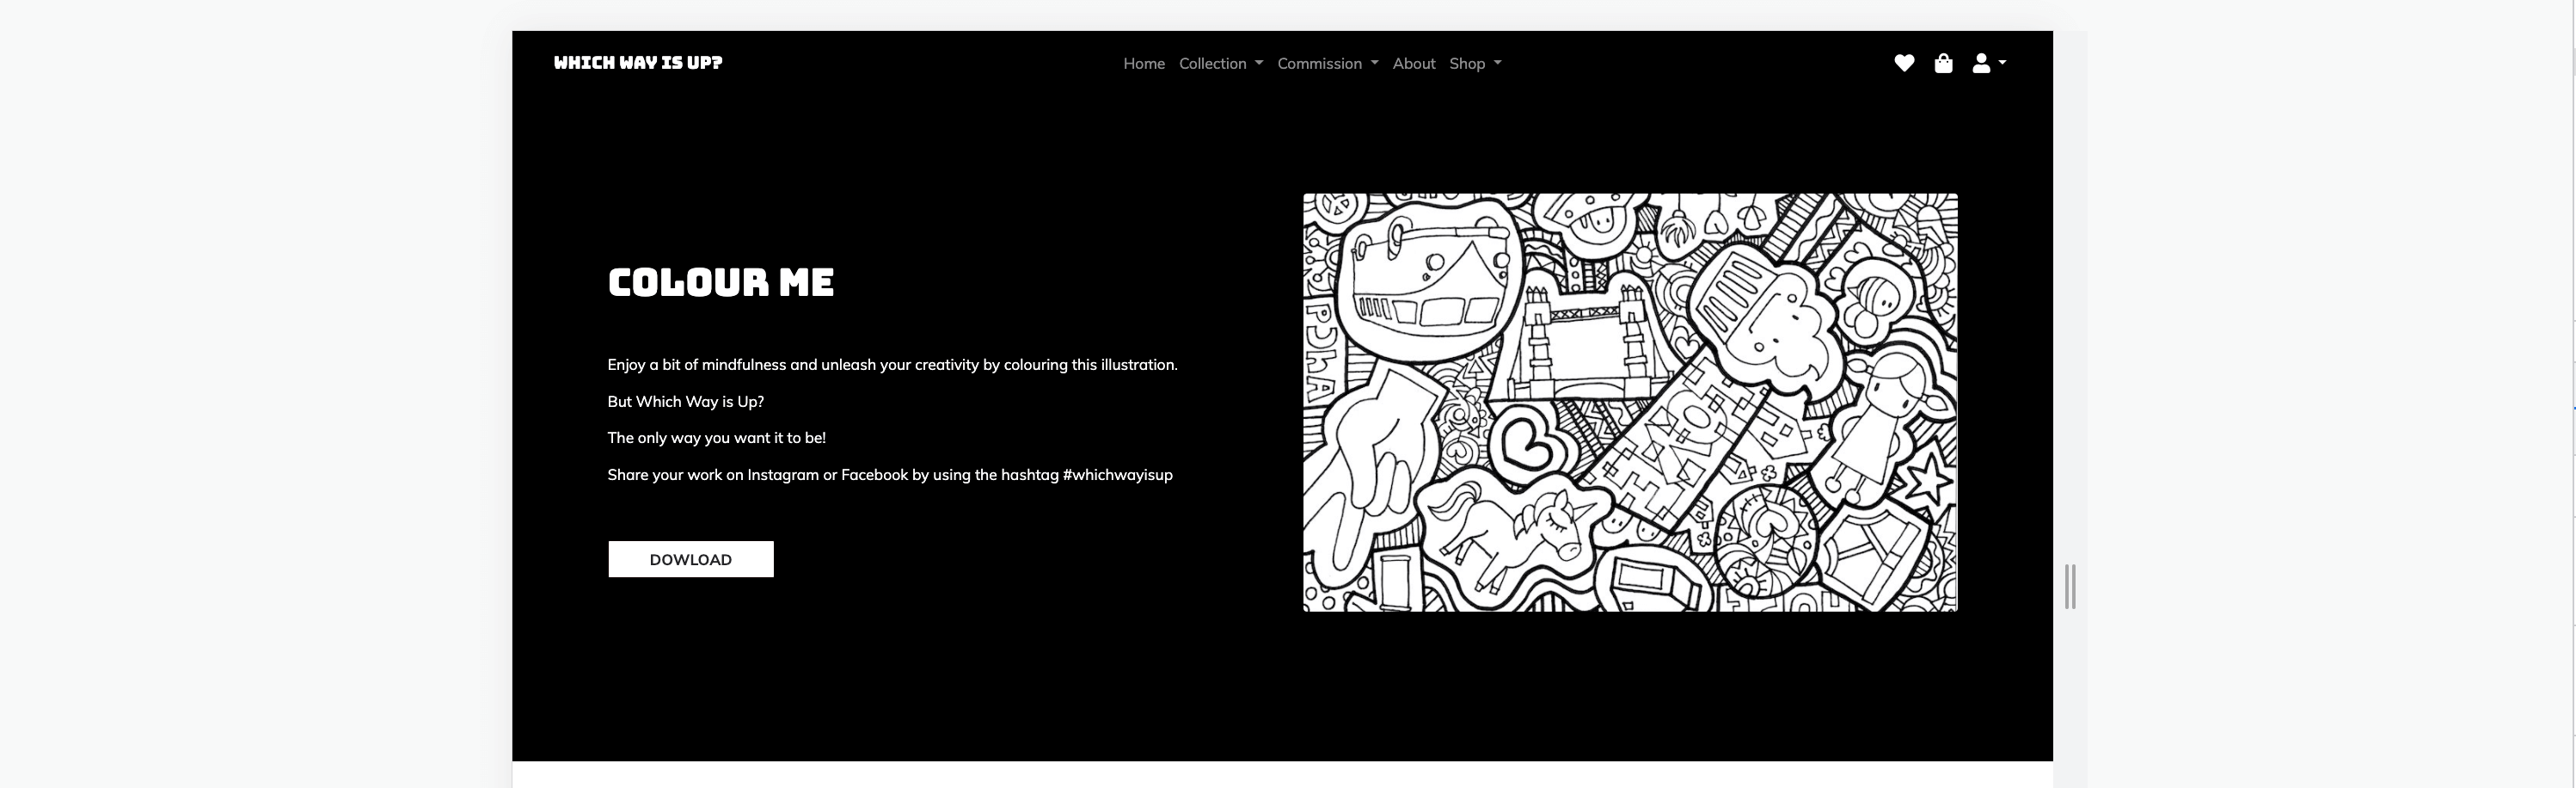 WHICH WAY IS UP?
Home Collection Commission About Shop
COLOUR ME
Enjoy a bit of mindfulness and unleash your creativity by colouring this illustration.
But Which Way is Up?
The only way you want it to be!
Share your work on Instagram or Facebook by using the hashtag #whichwayisup
DOWLOAD
HOVE